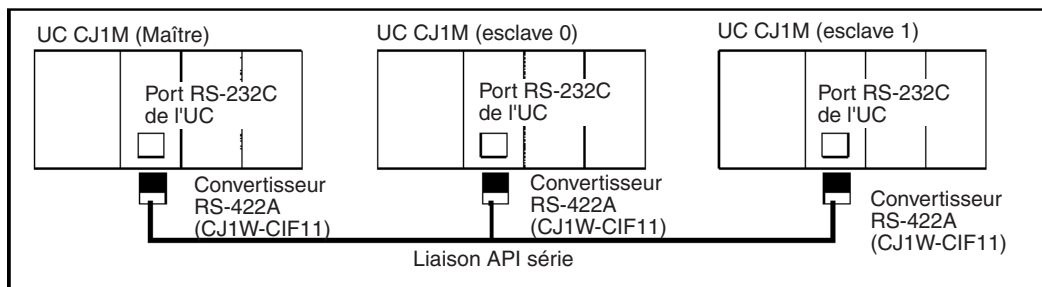 UC CJ1M (Maître)
Port RS-232C
de l'UC
Convertisseur
RS-422A
(CJ1W-CIF11)
UC CJ1M (esclave 0)
Port RS-232C
de l'UC
Convertisseur
RS-422A
(CJ1W-CIF11)
UC CJ1M (esclave 1)
Port RS-232C
de l'UC
Convertisseur
RS-422A
(CJ1W-CIF11)
Liaison API série